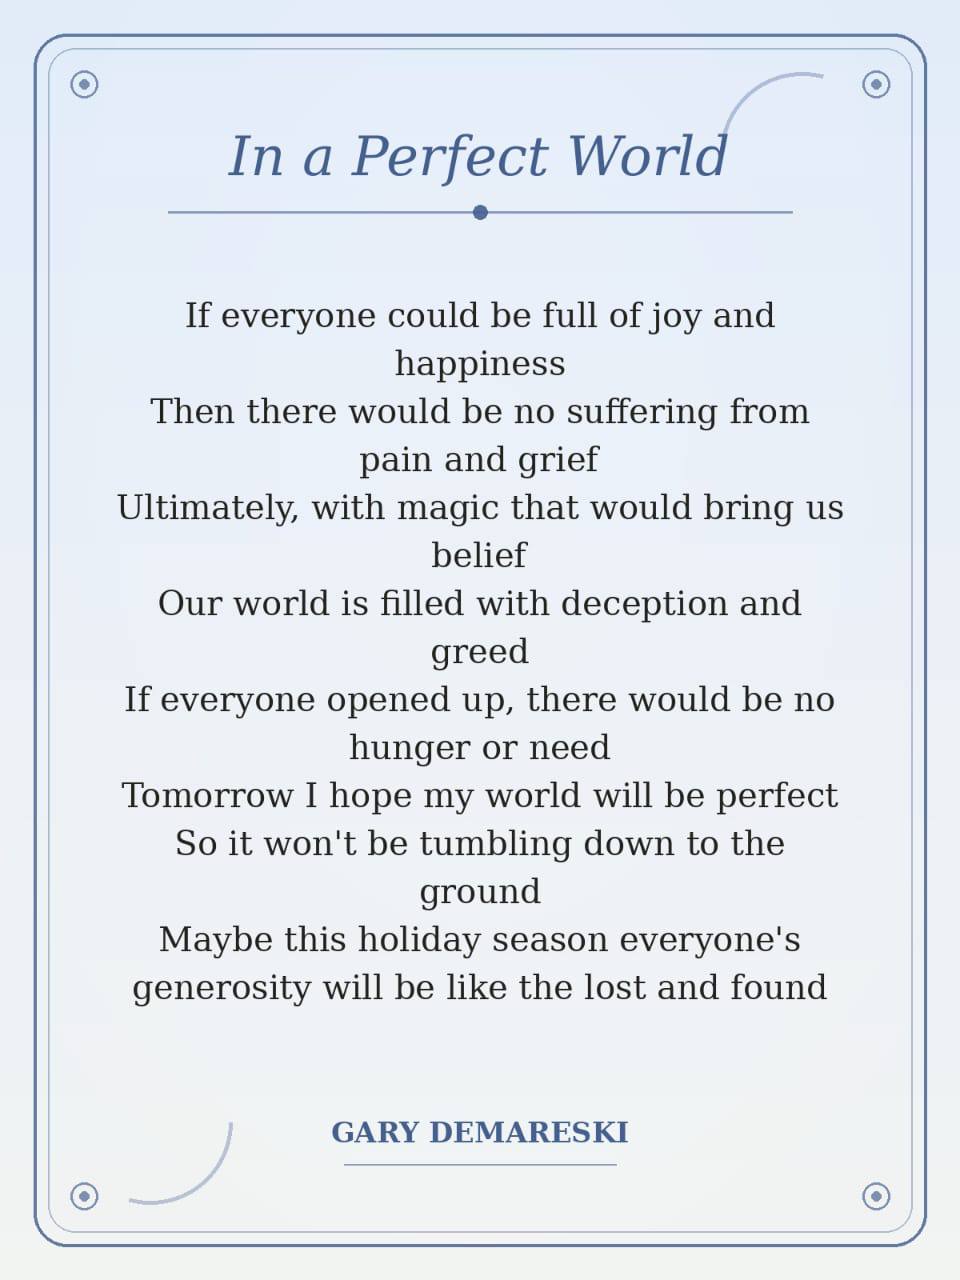 In a Perfect World
If everyone could be full of joy and
happiness
Then there would be no suffering from
pain and grief
Ultimately, with magic that would bring us
belief
Our world is filled with deception and
greed
If everyone opened up, there would be no
hunger or need
Tomorrow I hope my world will be perfect
So it won't be tumbling down to the
ground
Maybe this holiday season everyone's
generosity will be like the lost and found
GARY DEMARESKI